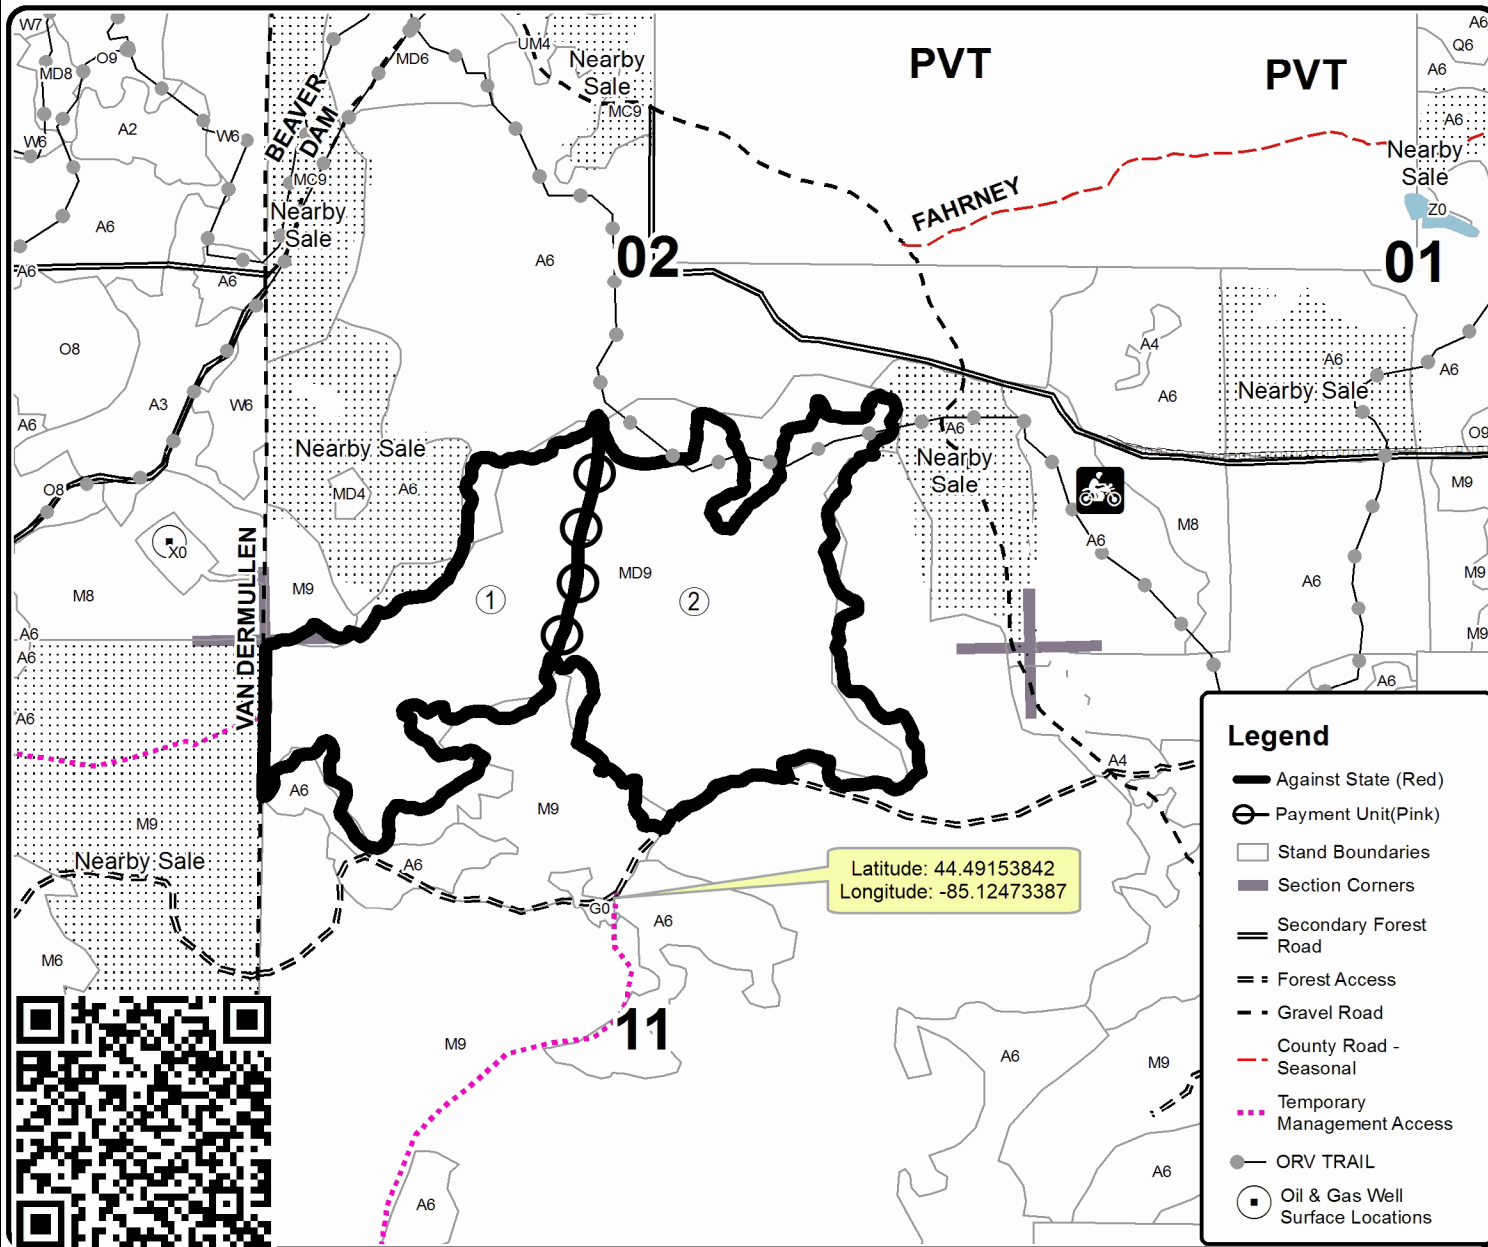 W7
O9
MD8
A2
W6
W6
A6
A6
A6
O8
A3
W6
A6
O8
X0
M8
A6
A6
A6
M9
Nearby Sale
M6
BEAVER
DAM
MD6
MC9
Nearby
Sale
UM4
Nearby
Sale
MC9
A6
02
PVT
PVT
FAHRNEY
A6
Q6
A6
A6
Nearby
Sale
Z0
01
A4
A6
A6
Nearby Sale
A6
O9
M9
M8
A6
A6
M9
M9
A6
Nearby Sale
MD4
A6
M9
VAN DERMULLEN
1
MD9
2
A6
Nearby
Sale
A6
M9
A6
A4
G0
A6
Latitude: 44.49153842
Longitude: -85.12473387
11
M9
A6
A6
M9
A6
Legend
Against State (Red)
Payment Unit(Pink)
Stand Boundaries
Section Corners
Secondary Forest
Road
Forest Access
Gravel Road
County Road -
Seasonal
Temporary
Management Access
ORV TRAIL
Oil & Gas Well
Surface Locations